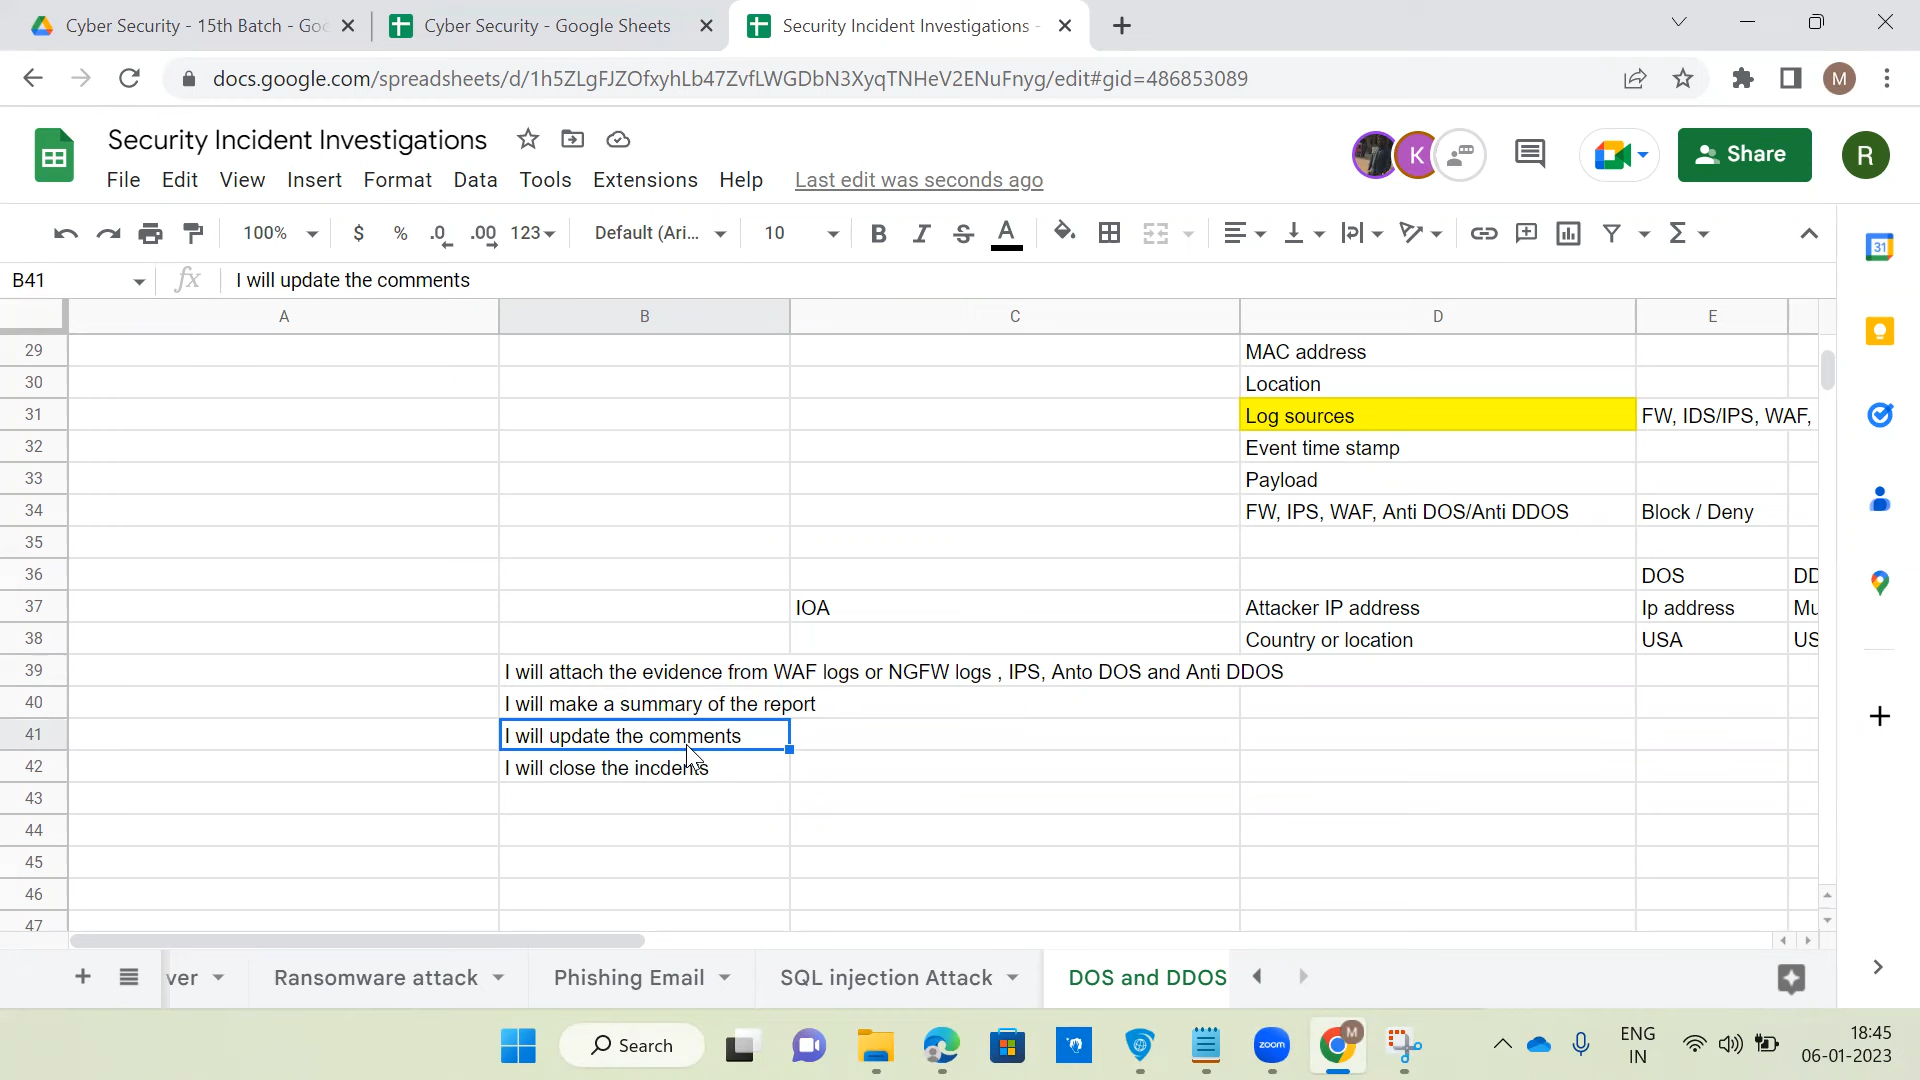 Cyber Security - 15th Batch - Goo
Cyber Security - Google Sheets
Security Incident Investigations -
docs.google.com/spreadsheets/d/1h5ZLgFJZOfxyhLb47ZvfLWGDbN3XyqTNHeV2ENuFnyg/edit#gid=486853089
M
Security Incident Investigations
K
Share
R
File Edit View Insert Format Data Tools Extensions Help Last edit was seconds ago
100% $ % .0 .00 123 Default (Ari... 10 B I S A
31
B41 fx I will update the comments
A B C D E
29 MAC address
30 Location
31 Log sources FW, IDS/IPS, WAF,
32 Event time stamp
33 Payload
34 FW, IPS, WAF, Anti DOS/Anti DDOS Block / Deny
35
36 DOS DD
37 IOA Attacker IP address Ip address Mu
38 Country or location USA US
39 I will attach the evidence from WAF logs or NGFW logs , IPS, Anto DOS and Anti DDOS
40 I will make a summary of the report
41 I will update the comments
42 I will close the incdents
43
44
45
46
47
ver Ransomware attack Phishing Email SQL injection Attack DOS and DDOS
Search zoom M ENG 18:45
IN 06-01-2023